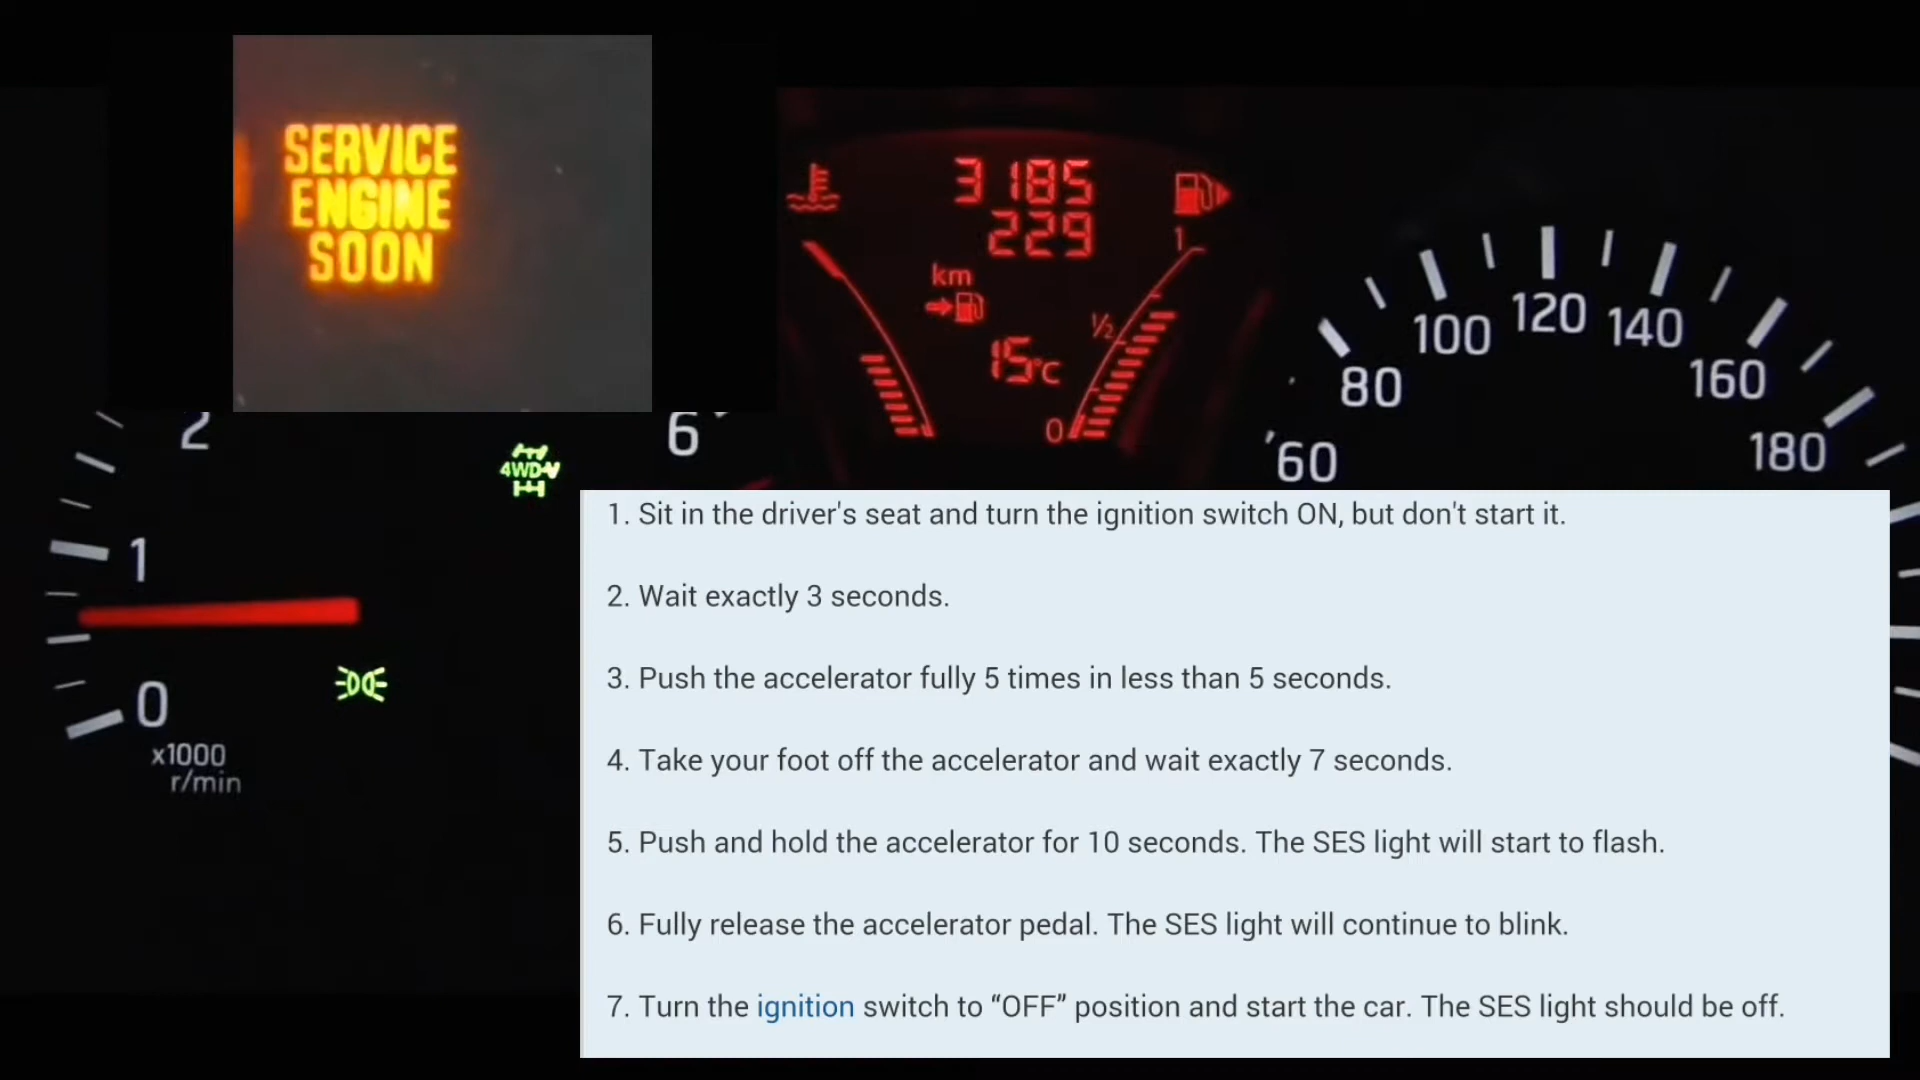 SERVICE
ENGINE
SOON
3185
229
1
km
1/2
15°C
0
2
4WD-V
6
1
0
x1000
r/min
60
80
100
120
140
160
180
1. Sit in the driver's seat and turn the ignition switch ON, but don't start it.
2. Wait exactly 3 seconds.
3. Push the accelerator fully 5 times in less than 5 seconds.
4. Take your foot off the accelerator and wait exactly 7 seconds.
5. Push and hold the accelerator for 10 seconds. The SES light will start to flash.
6. Fully release the accelerator pedal. The SES light will continue to blink.
7. Turn the ignition switch to “OFF” position and start the car. The SES light should be off.